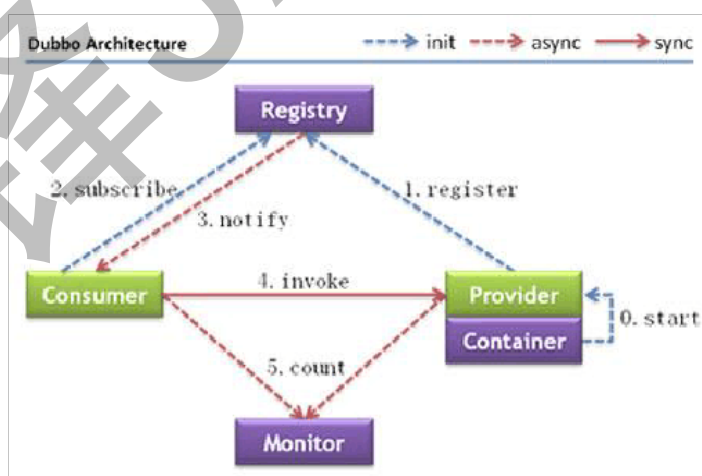 Dubbo Architecture
init
async
sync
Registry
2. subscribe
1. register
3. notify
Consumer
4. invoke
Provider
0. start
Container
5. count
Monitor